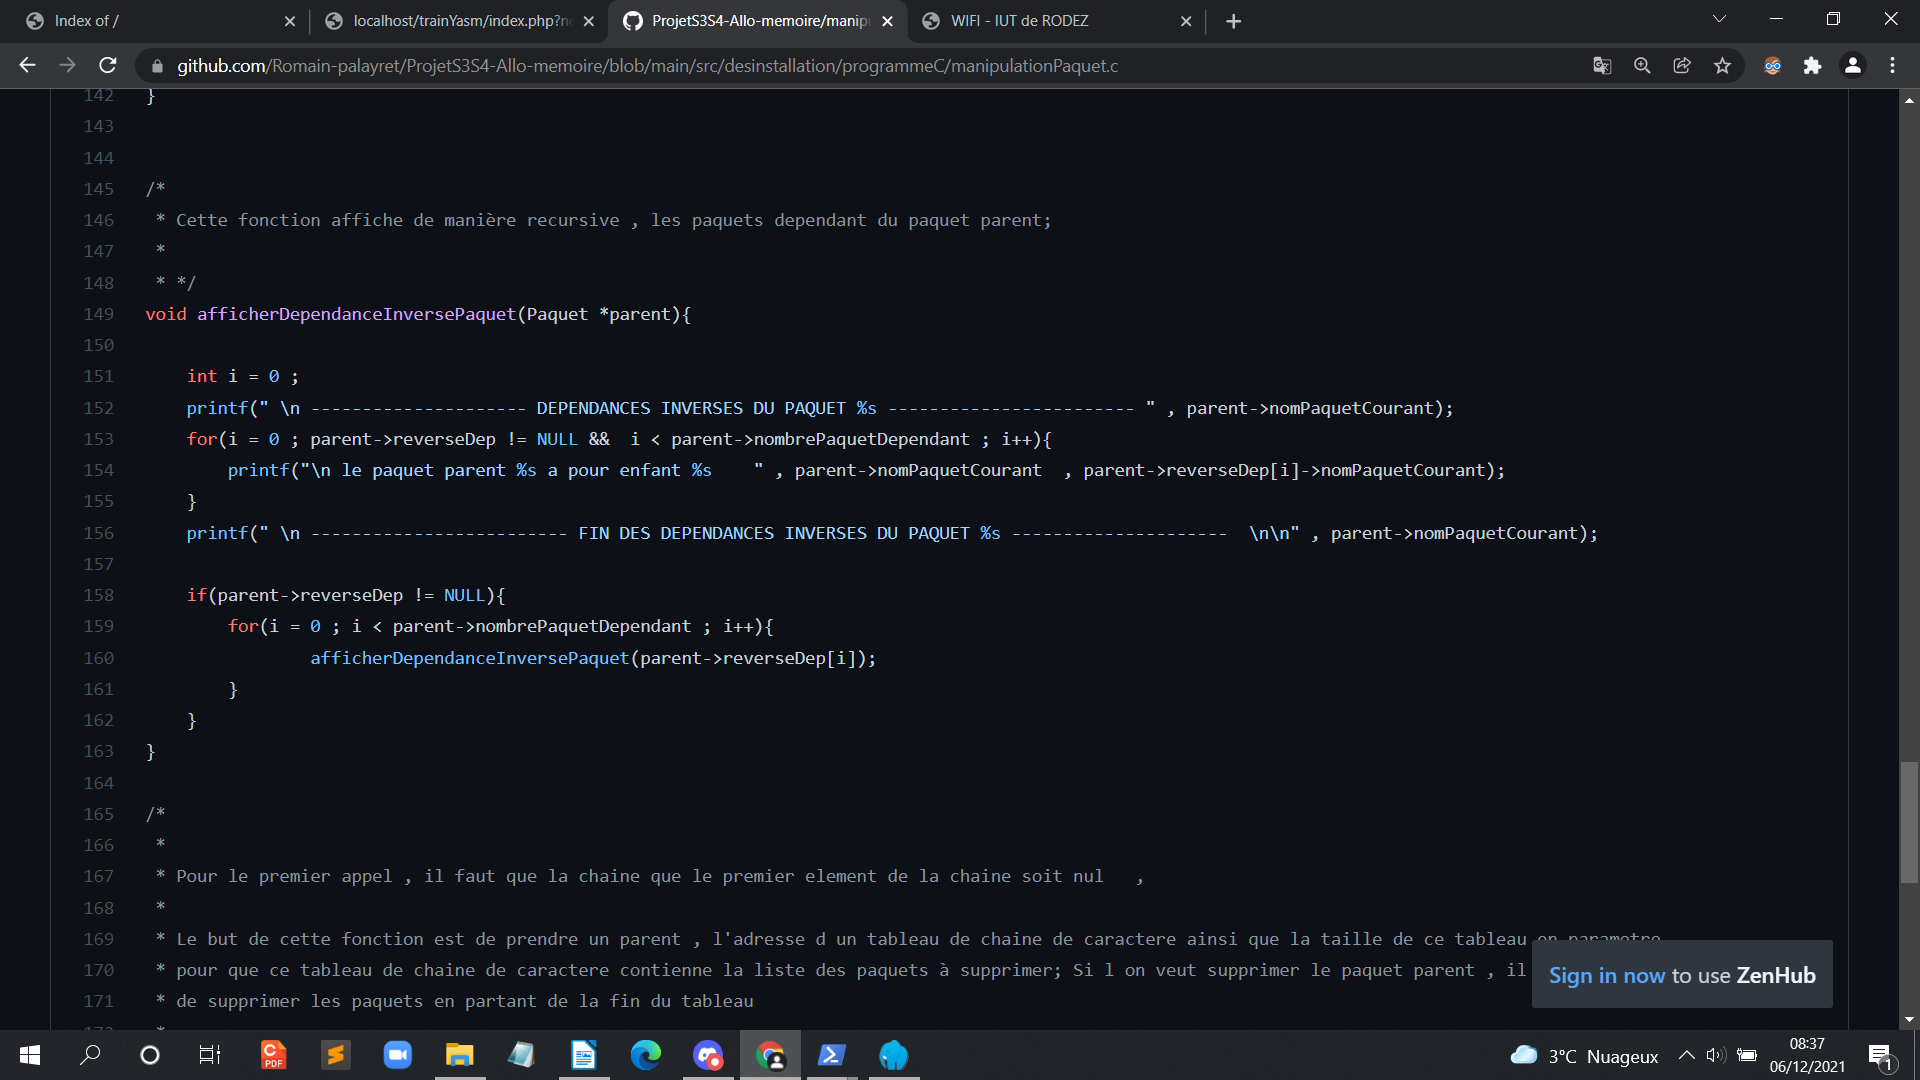 Index of /
localhost/trainYasm/index.php?n
ProjetS3S4-Allo-memoire/manip
WIFI - IUT de RODEZ
github.com/Romain-palayret/ProjetS3S4-Allo-memoire/blob/main/src/desinstallation/programmeC/manipulationPaquet.c
142 }
143
144
145 /*
146 * Cette fonction affiche de manière recursive , les paquets dependant du paquet parent;
147 *
148 * */
149 void afficherDependanceInversePaquet(Paquet *parent){
150
151 int i = 0 ;
152 printf(" \n --------------------- DEPENDANCES INVERSES DU PAQUET %s ------------------------ " , parent->nomPaquetCourant);
153 for(i = 0 ; parent->reverseDep != NULL && i < parent->nombrePaquetDependant ; i++){
154 printf("\n le paquet parent %s a pour enfant %s " , parent->nomPaquetCourant , parent->reverseDep[i]->nomPaquetCourant);
155 }
156 printf(" \n ------------------------- FIN DES DEPENDANCES INVERSES DU PAQUET %s --------------------- \n\n" , parent->nomPaquetCourant);
157
158 if(parent->reverseDep != NULL){
159 for(i = 0 ; i < parent->nombrePaquetDependant ; i++){
160 afficherDependanceInversePaquet(parent->reverseDep[i]);
161 }
162 }
163 }
164
165 /*
166 *
167 * Pour le premier appel , il faut que la chaine que le premier element de la chaine soit nul ,
168 *
169 * Le but de cette fonction est de prendre un parent , l'adresse d un tableau de chaine de caractere ainsi que la taille de ce tableau en parametre
170 * pour que ce tableau de chaine de caractere contienne la liste des paquets à supprimer; Si l on veut supprimer le paquet parent , il
171 * de supprimer les paquets en partant de la fin du tableau
Sign in now to use ZenHub
3°C Nuageux
08:37
06/12/2021
1